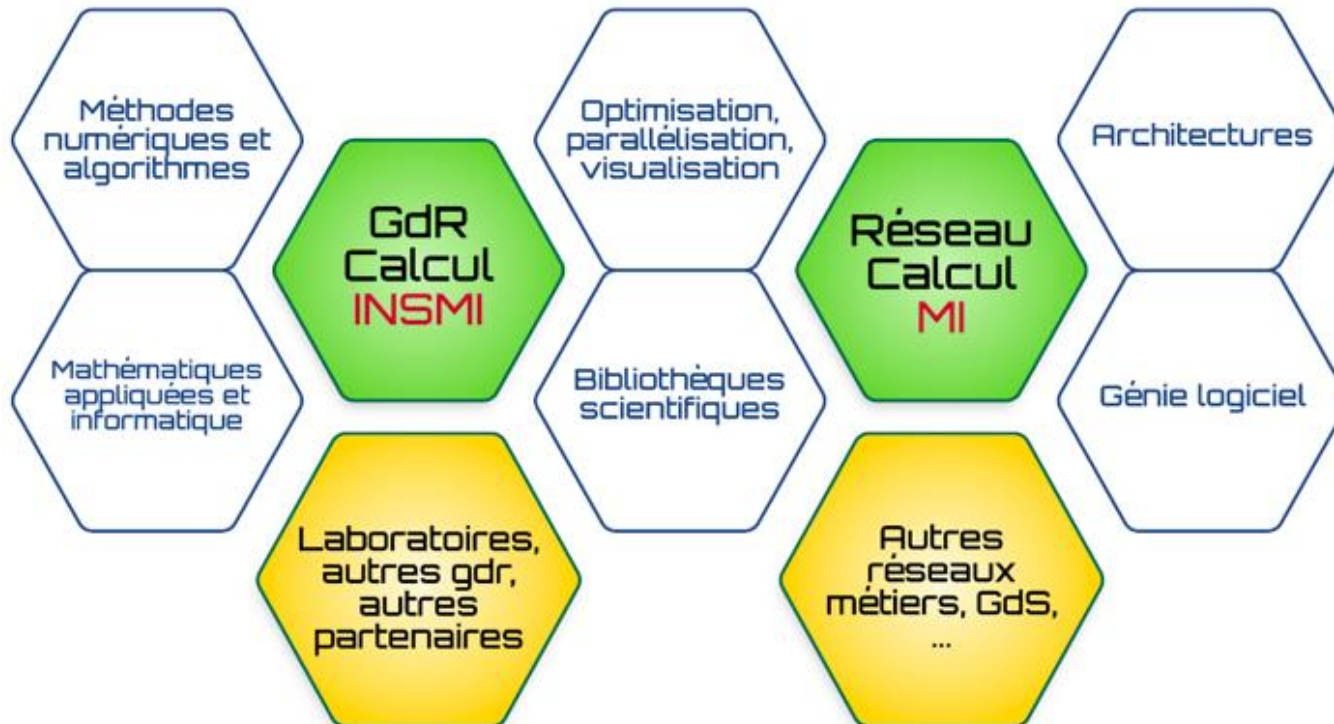 Méthodes
numériques et
algorithmes
Optimisation,
parallélisation,
visualisation
Architectures
GdR
Calcul
INSMI
Réseau
Calcul
MI
Mathématiques
appliquées et
informatique
Bibliothèques
scientifiques
Génie logiciel
Laboratoires,
autres gdr,
autres
partenaires
Autres
réseaux
métiers, GdS,
...